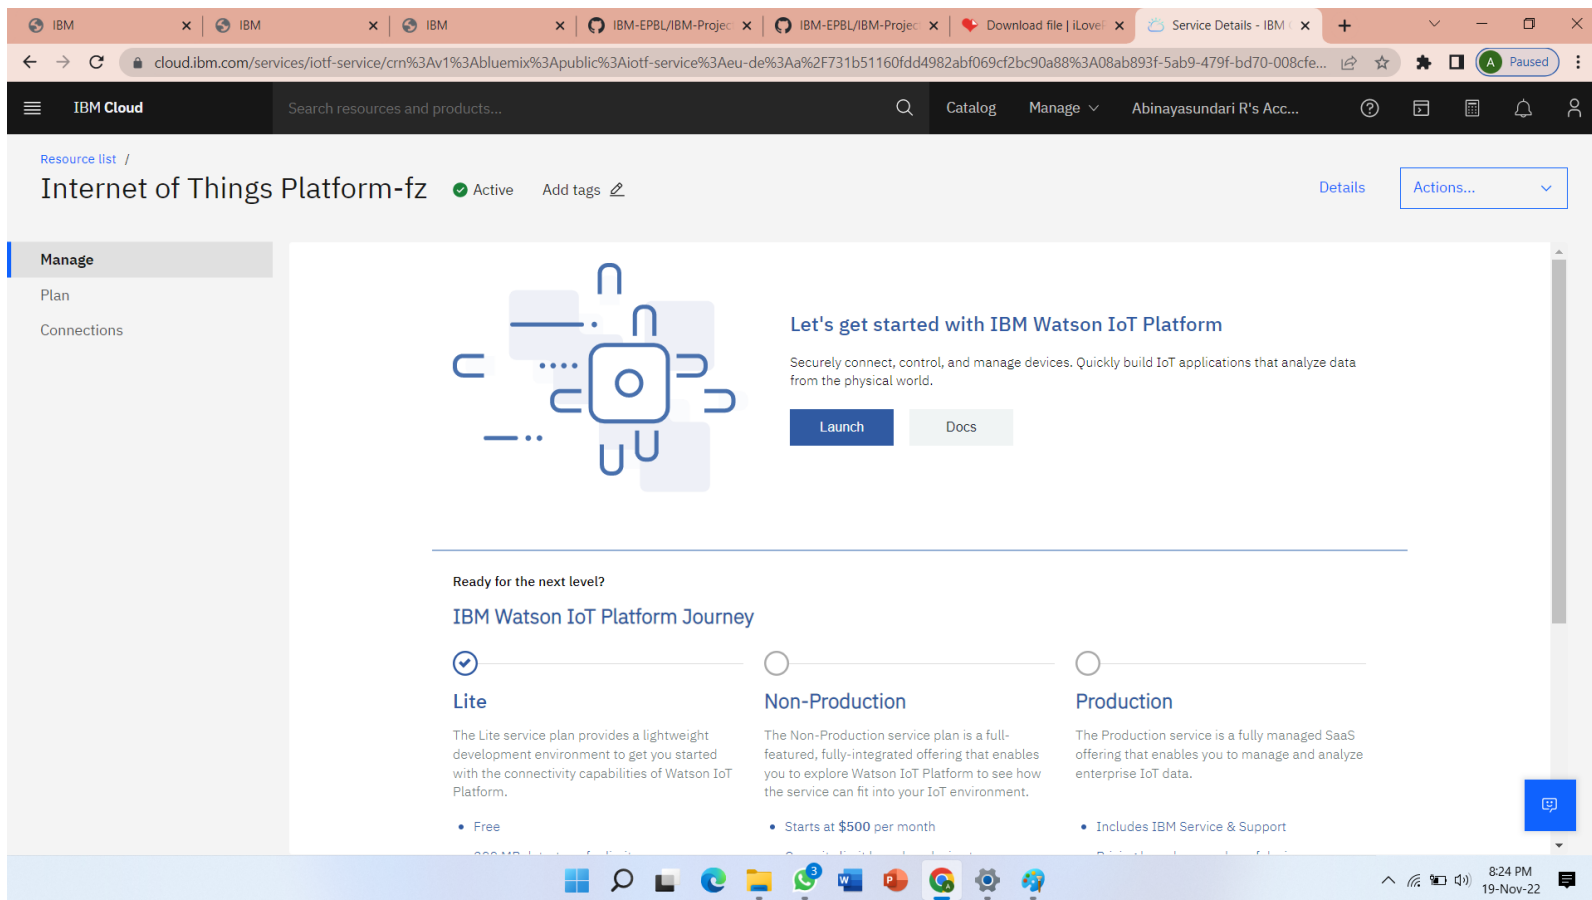 IBM
IBM
IBM
IBM-EPBL/IBM-Projec
IBM-EPBL/IBM-Projec
Download file | iLoveP
Service Details - IBM C
cloud.ibm.com/services/iotf-service/crn%3Av1%3Abluemix%3Apublic%3Aiotf-service%3Aeu-de%3Aa%2F731b51160fdd4982abf069cf2bc90a88%3A08ab893f-5ab9-479f-bd70-008cfe...
A Paused
IBM Cloud
Search resources and products...
Catalog
Manage
Abinayasundari R's Acc...
Resource list /
Internet of Things Platform-fz
Active
Add tags
Details
Actions...
Manage
Plan
Connections
Let's get started with IBM Watson IoT Platform
Securely connect, control, and manage devices. Quickly build IoT applications that analyze data
from the physical world.
Launch
Docs
Ready for the next level?
IBM Watson IoT Platform Journey
Lite
The Lite service plan provides a lightweight
development environment to get you started
with the connectivity capabilities of Watson IoT
Platform.
• Free
Non-Production
The Non-Production service plan is a full-
featured, fully-integrated offering that enables
you to explore Watson IoT Platform to see how
the service can fit into your IoT environment.
• Starts at $500 per month
Production
The Production service is a fully managed SaaS
offering that enables you to manage and analyze
enterprise IoT data.
• Includes IBM Service & Support
3
8:24 PM
19-Nov-22